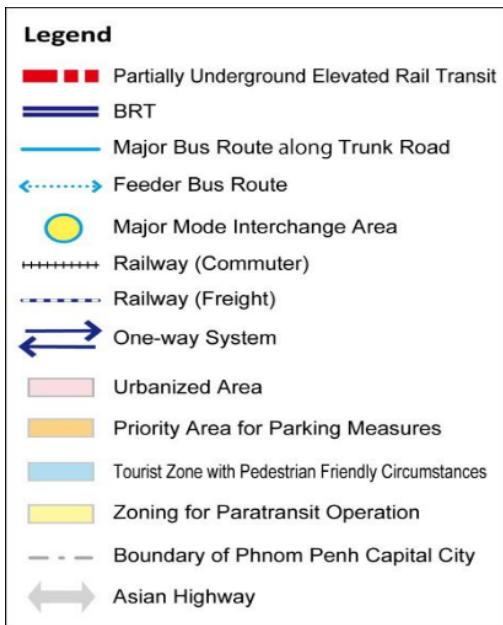 Legend
Partially Underground Elevated Rail Transit
BRT
Major Bus Route along Trunk Road
Feeder Bus Route
Major Mode Interchange Area
Railway (Commuter)
Railway (Freight)
One-way System
Urbanized Area
Priority Area for Parking Measures
Tourist Zone with Pedestrian Friendly Circumstances
Zoning for Paratransit Operation
Boundary of Phnom Penh Capital City
Asian Highway